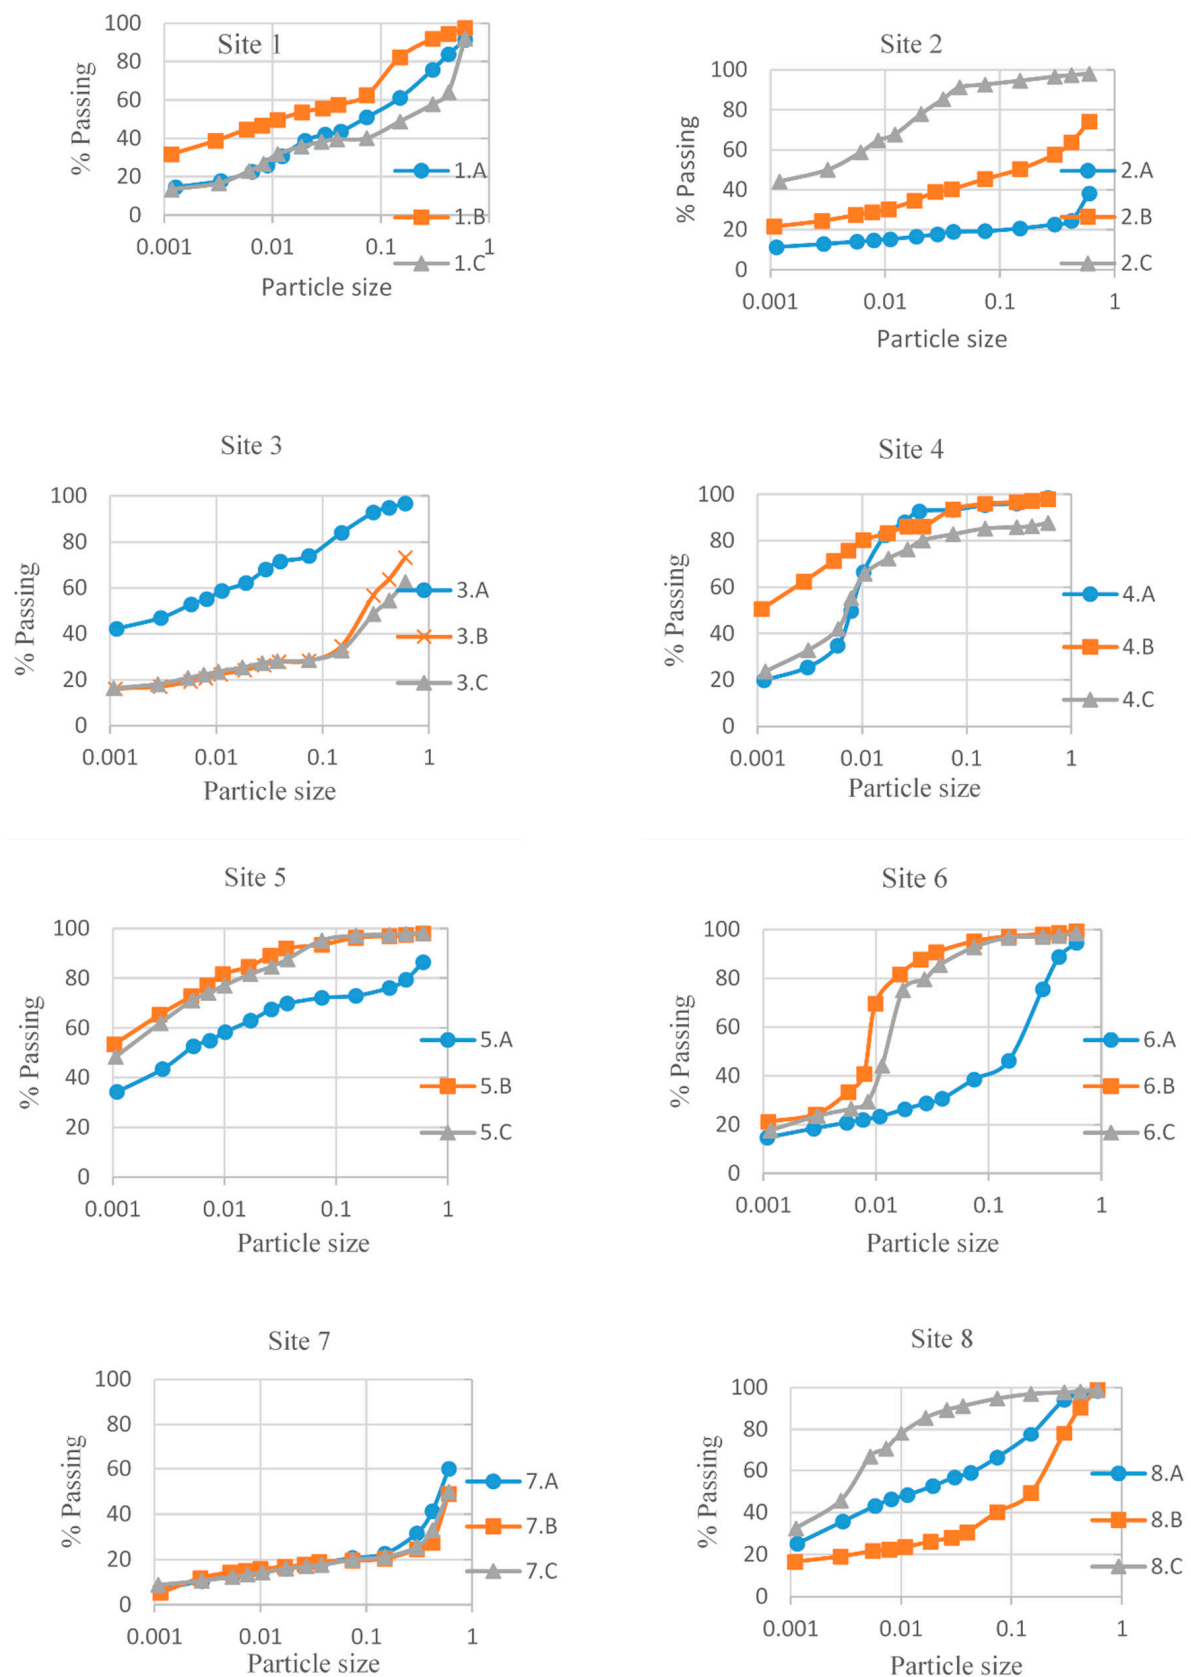 Site 1
% Passing
100
80
60
40
20
0
0.001
0.01
0.1
1
Particle size
1.A
1.B
1.C
Site 2
% Passing
100
80
60
40
20
0
0.001
0.01
0.1
1
Particle size
2.A
2.B
2.C
Site 3
% Passing
100
80
60
40
20
0
0.001
0.01
0.1
1
Particle size
3.A
3.B
3.C
Site 4
% Passing
100
80
60
40
20
0
0.001
0.01
0.1
1
Particle size
4.A
4.B
4.C
Site 5
% Passing
100
80
60
40
20
0
0.001
0.01
0.1
1
Particle size
5.A
5.B
5.C
Site 6
% Passing
100
80
60
40
20
0
0.001
0.01
0.1
1
Particle size
6.A
6.B
6.C
Site 7
% Passing
100
80
60
40
20
0
0.001
0.01
0.1
1
Particle size
7.A
7.B
7.C
Site 8
% Passing
100
80
60
40
20
0
0.001
0.01
0.1
1
Particle size
8.A
8.B
8.C